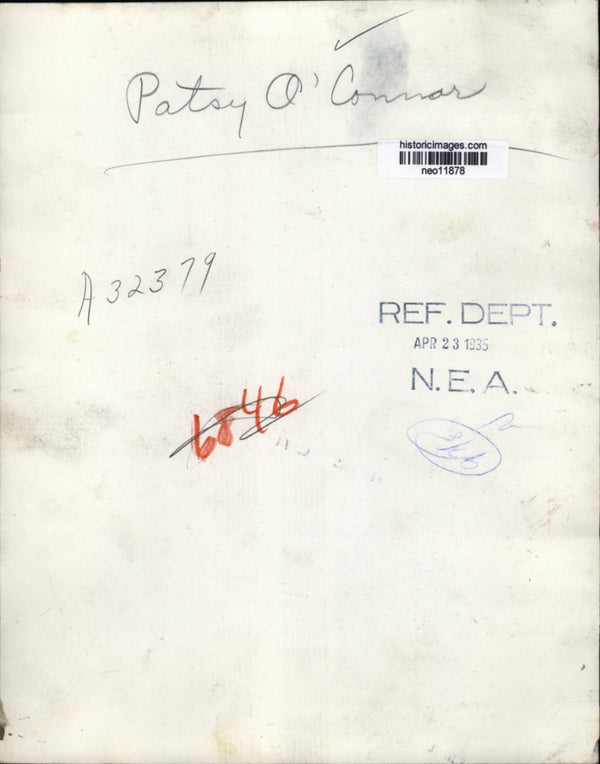 Patsy O'Connor
historicimages.com
neo11878
A32379
REF. DEPT.
APR 23 1935
N.E.A.
6846